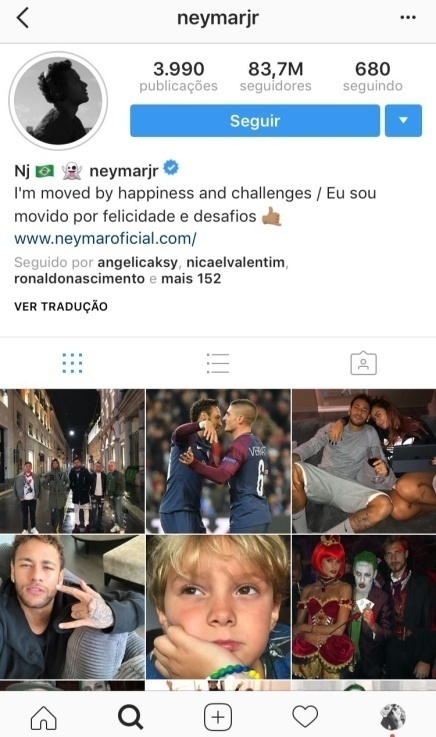 neymarjr
3.990
83,7M
680
publicações
seguidores
seguindo
Seguir
Nj 🇧🇷 👻 neymarjr
I'm moved by happiness and challenges / Eu sou
movido por felicidade e desafios 🤙🏽
www.neymaroficial.com/
Seguido por angelicaksy, nicaelvalentim,
ronaldonascimento e mais 152
VER TRADUÇÃO